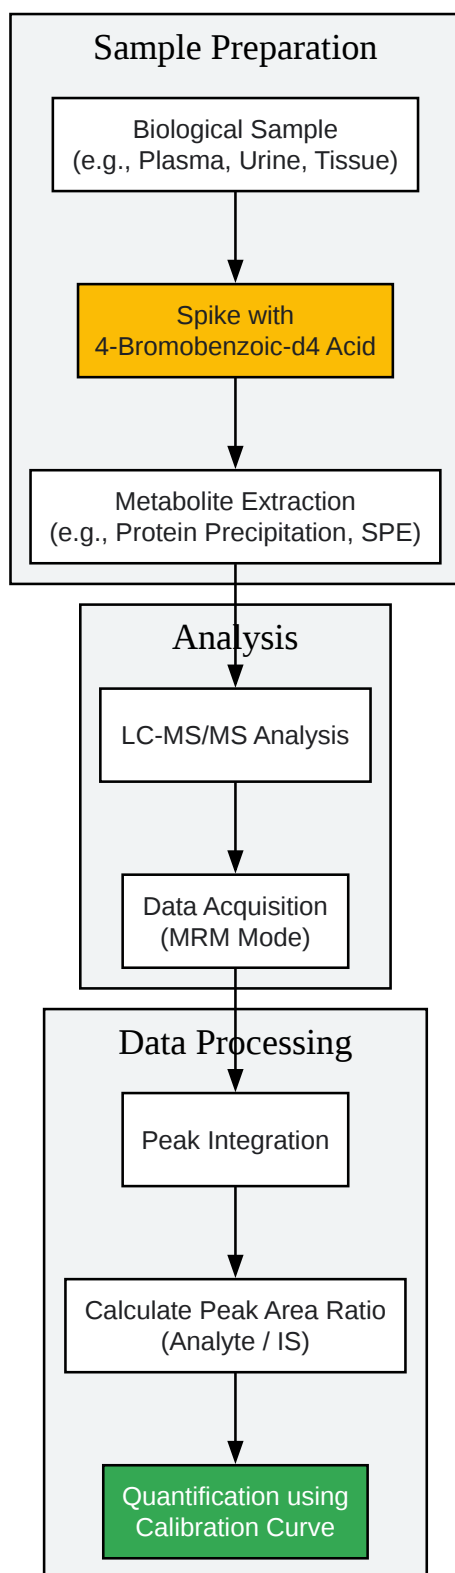 Sample Preparation
Biological Sample
(e.g., Plasma, Urine, Tissue)
Spike with
4-Bromobenzoic-d4 Acid
Metabolite Extraction
(e.g., Protein Precipitation, SPE)
Analysis
LC-MS/MS Analysis
Data Acquisition
(MRM Mode)
Data Processing
Peak Integration
Calculate Peak Area Ratio
(Analyte / IS)
Quantification using
Calibration Curve